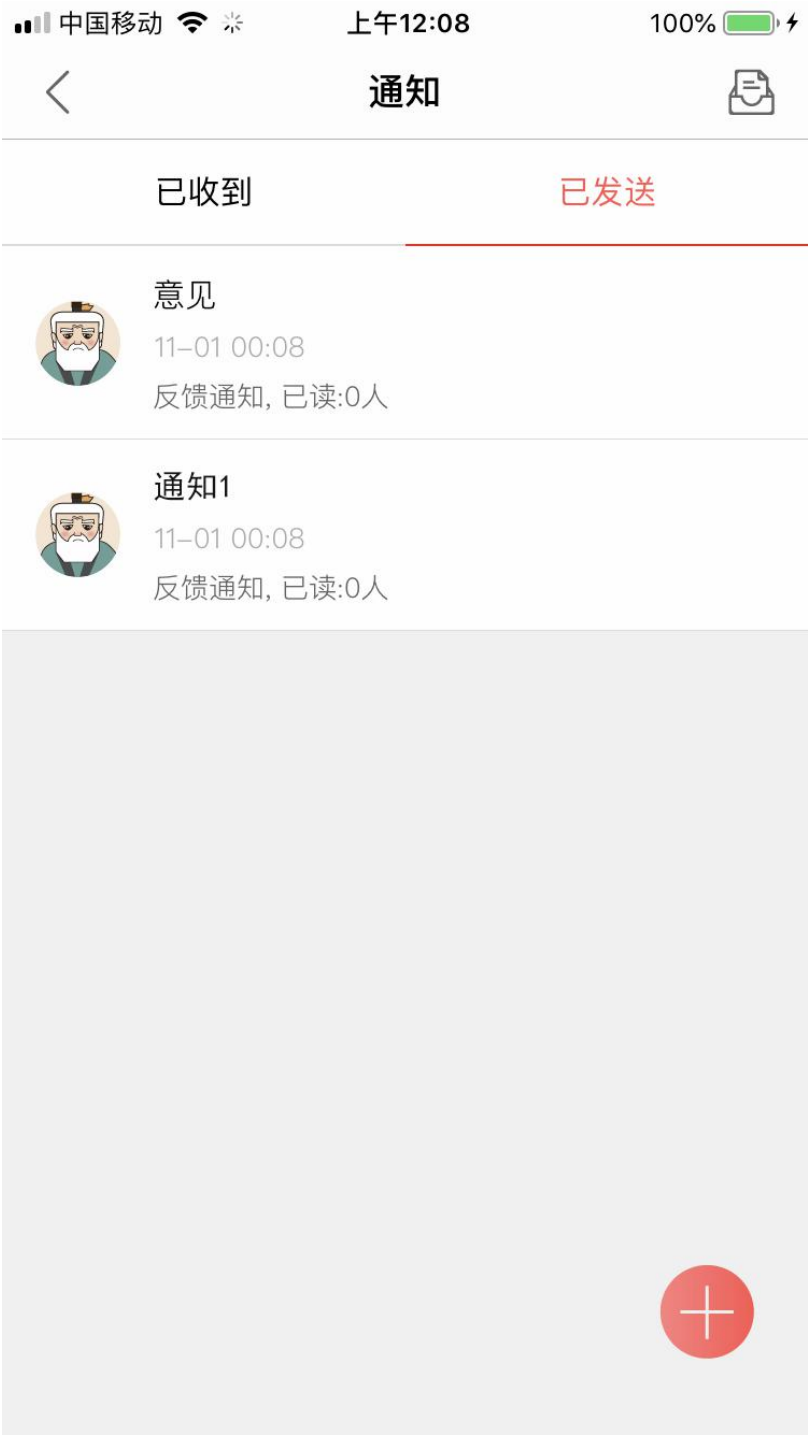 中国移动 上午12:08 100%
通知
已收到 已发送
意见
11-01 00:08
反馈通知, 已读:0人
通知1
11-01 00:08
反馈通知, 已读:0人